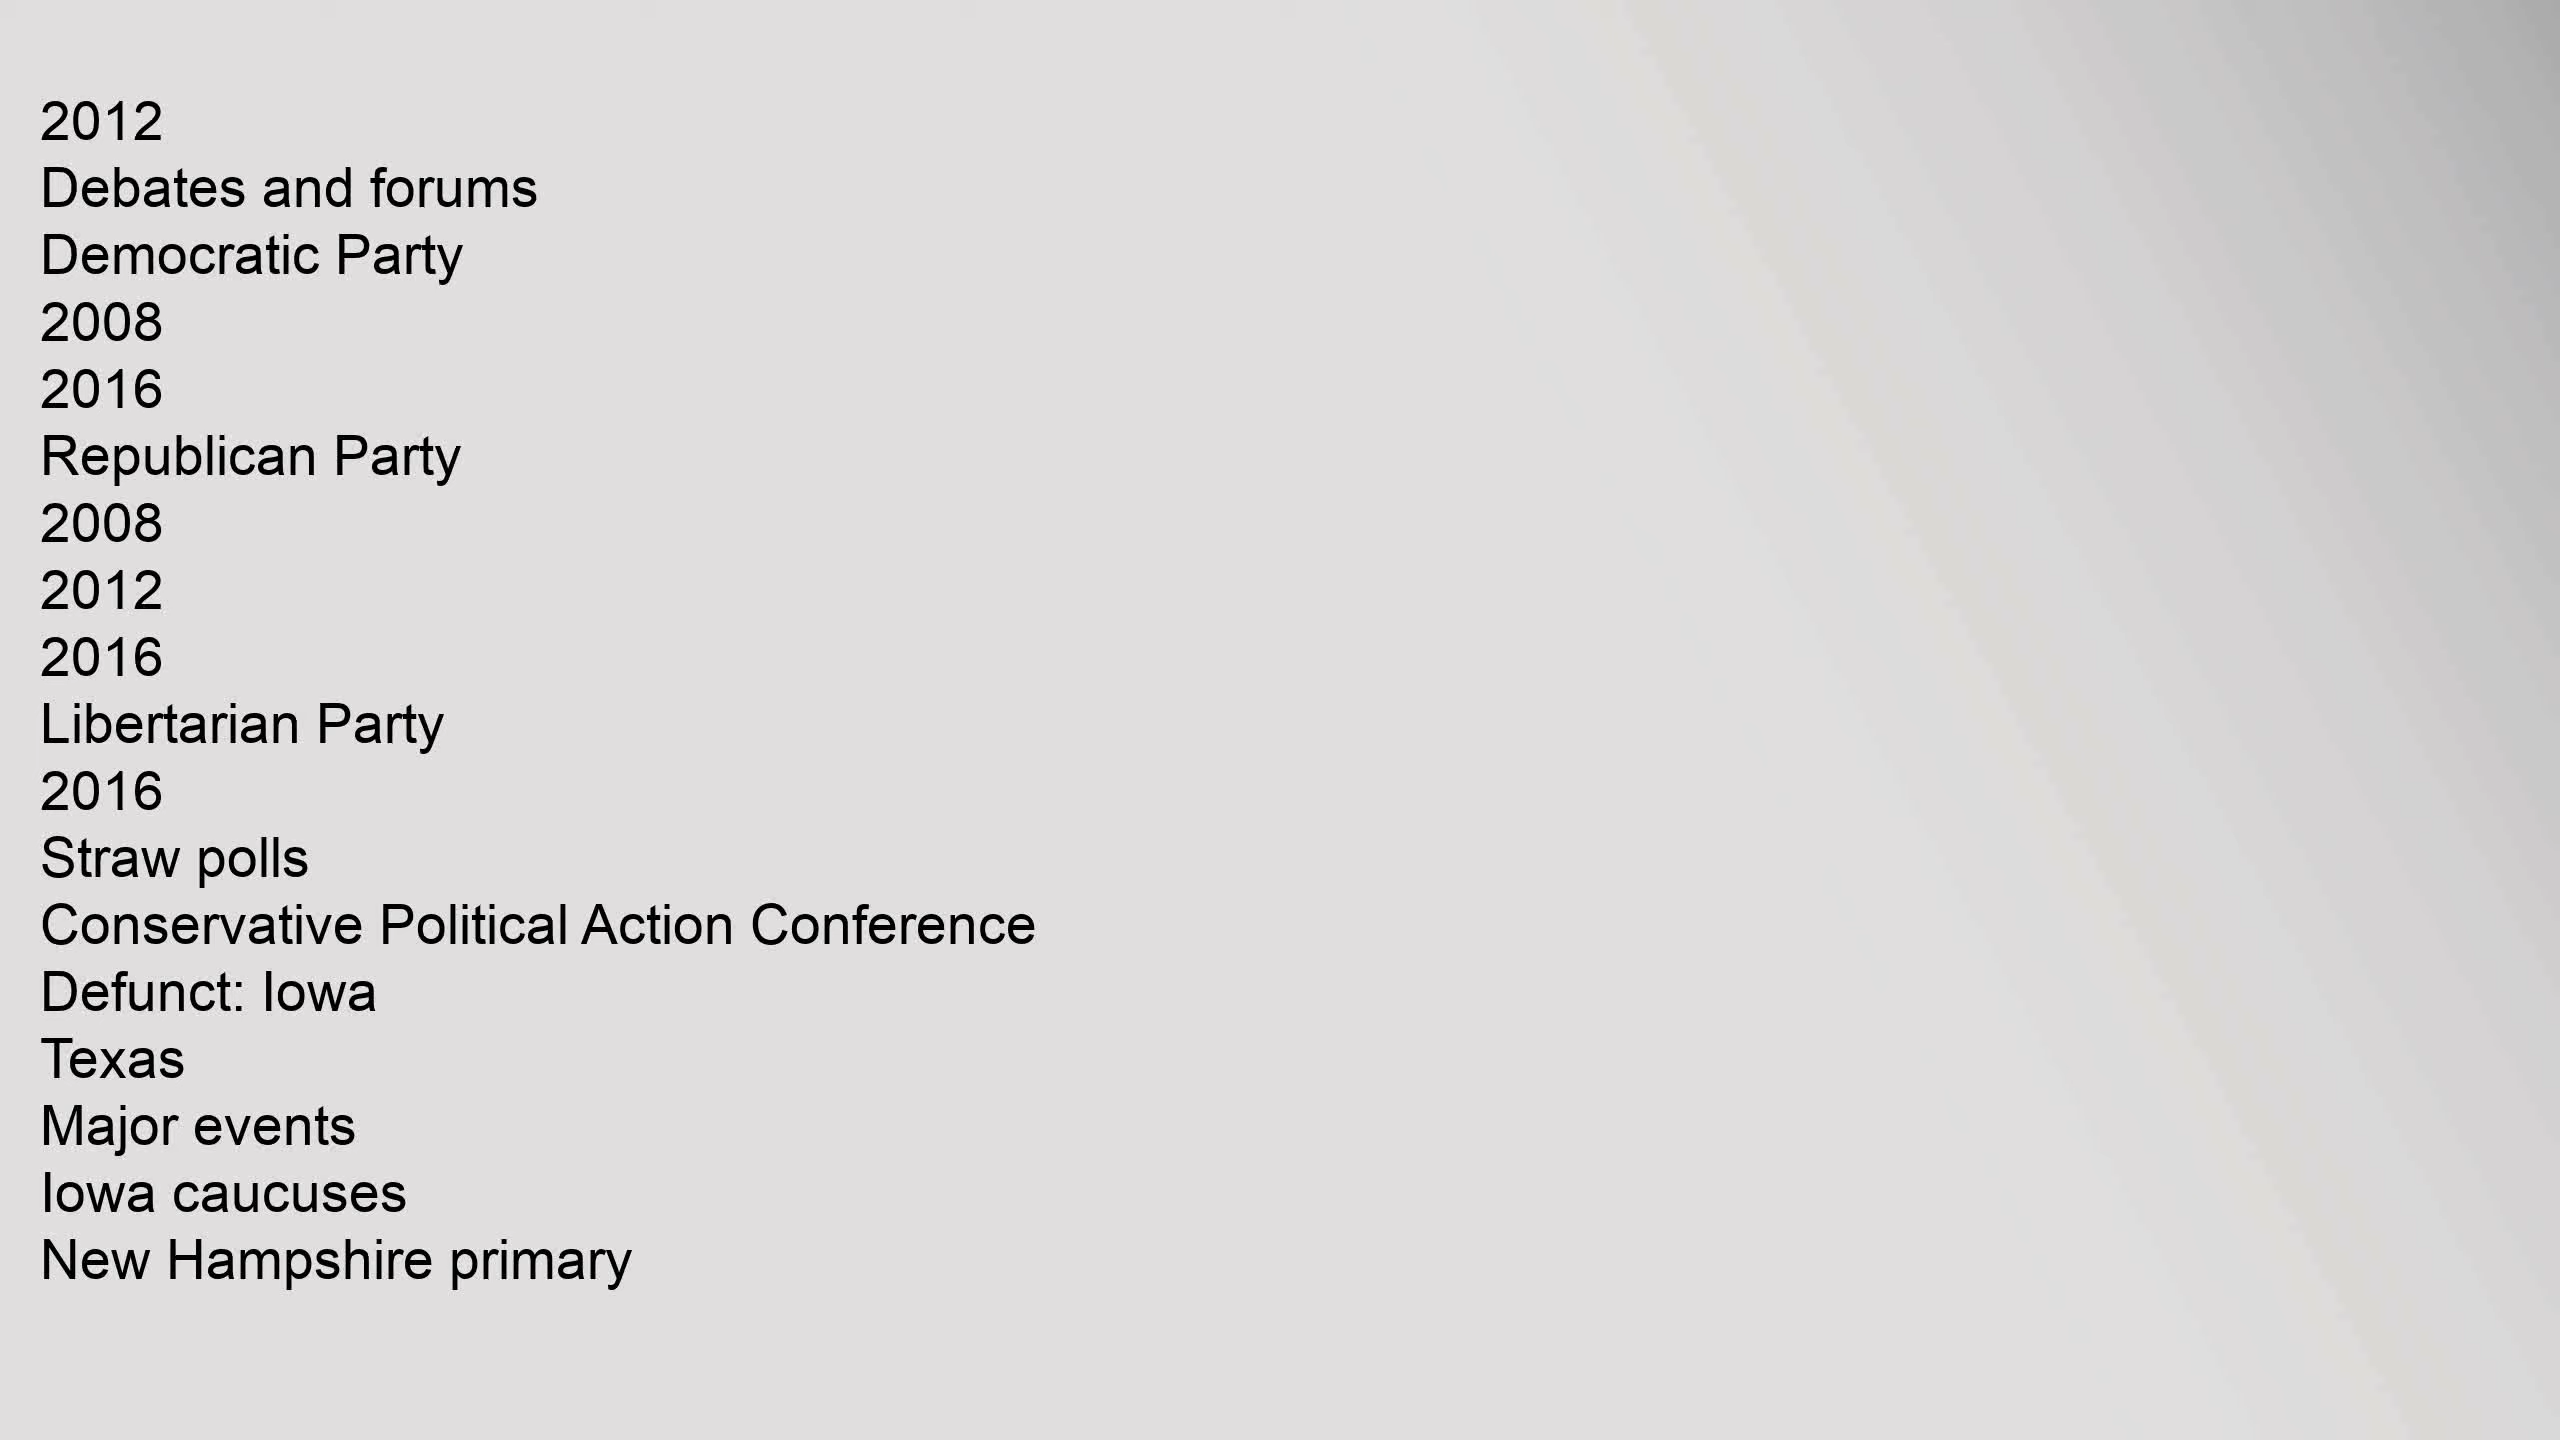 2012
Debates and forums
Democratic Party
2008
2016
Republican Party
2008
2012
2016
Libertarian Party
2016
Straw polls
Conservative Political Action Conference
Defunct: Iowa
Texas
Major events
Iowa caucuses
New Hampshire primary